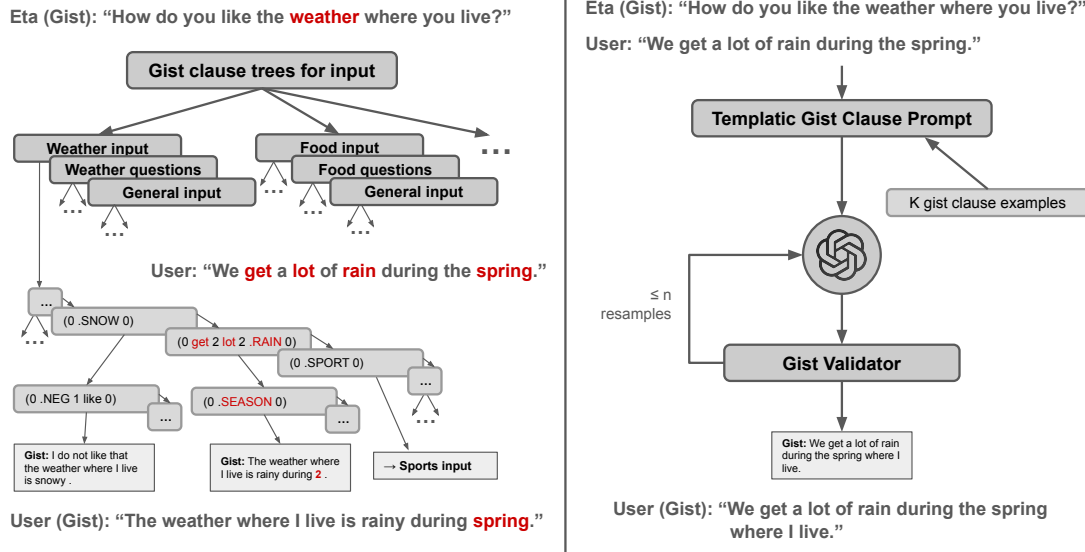 Eta (Gist): “How do you like the weather where you live?”
Gist clause trees for input
Weather input
Weather questions
General input
Food input
Food questions
General input
...
...
...
...
...
User: “We get a lot of rain during the spring.”
...
...
(0 .SNOW 0)
(0 get 2 lot 2 .RAIN 0)
(0 .SPORT 0)
...
...
(0 .NEG 1 like 0)
...
(0 .SEASON 0)
...
Gist: I do not like that
the weather where I live
is snowy .
Gist: The weather where
I live is rainy during 2 .
→ Sports input
User (Gist): “The weather where I live is rainy during spring.”
Eta (Gist): “How do you like the weather where you live?”
User: “We get a lot of rain during the spring.”
Templatic Gist Clause Prompt
K gist clause examples
≤ n
resamples
Gist Validator
Gist: We get a lot of rain
during the spring where I
live.
User (Gist): “We get a lot of rain during the spring
where I live.”